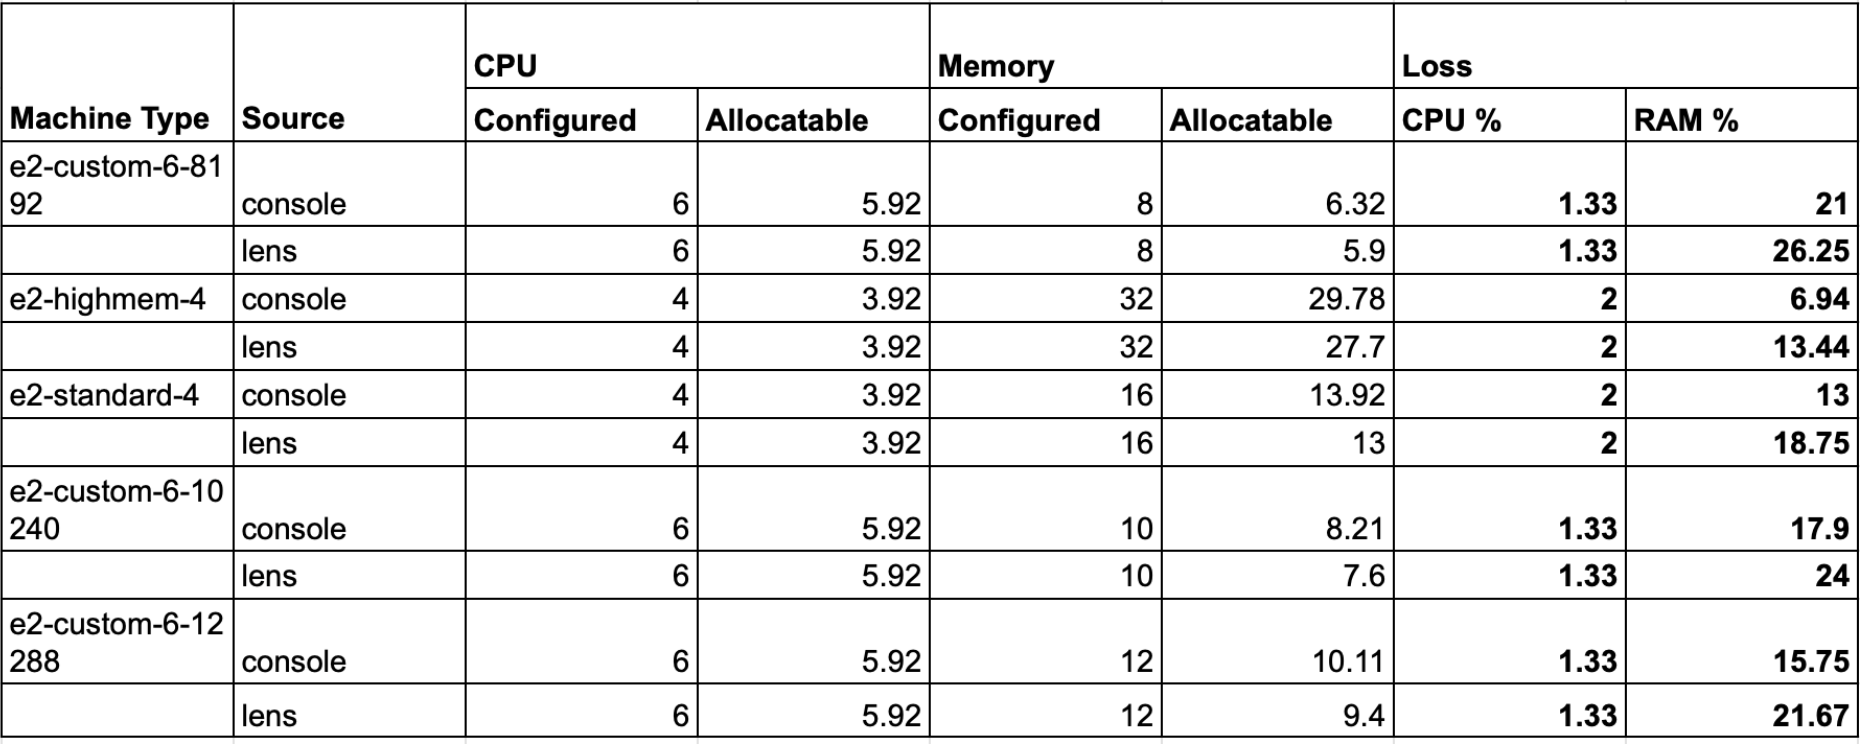 CPU Memory Loss
Machine Type Source Configured Allocatable Configured Allocatable CPU % RAM %
e2-custom-6-81
92 console 6 5.92 8 6.32 1.33 21
lens 6 5.92 8 5.9 1.33 26.25
e2-highmem-4 console 4 3.92 32 29.78 2 6.94
lens 4 3.92 32 27.7 2 13.44
e2-standard-4 console 4 3.92 16 13.92 2 13
lens 4 3.92 16 13 2 18.75
e2-custom-6-10
240 console 6 5.92 10 8.21 1.33 17.9
lens 6 5.92 10 7.6 1.33 24
e2-custom-6-12
288 console 6 5.92 12 10.11 1.33 15.75
lens 6 5.92 12 9.4 1.33 21.67